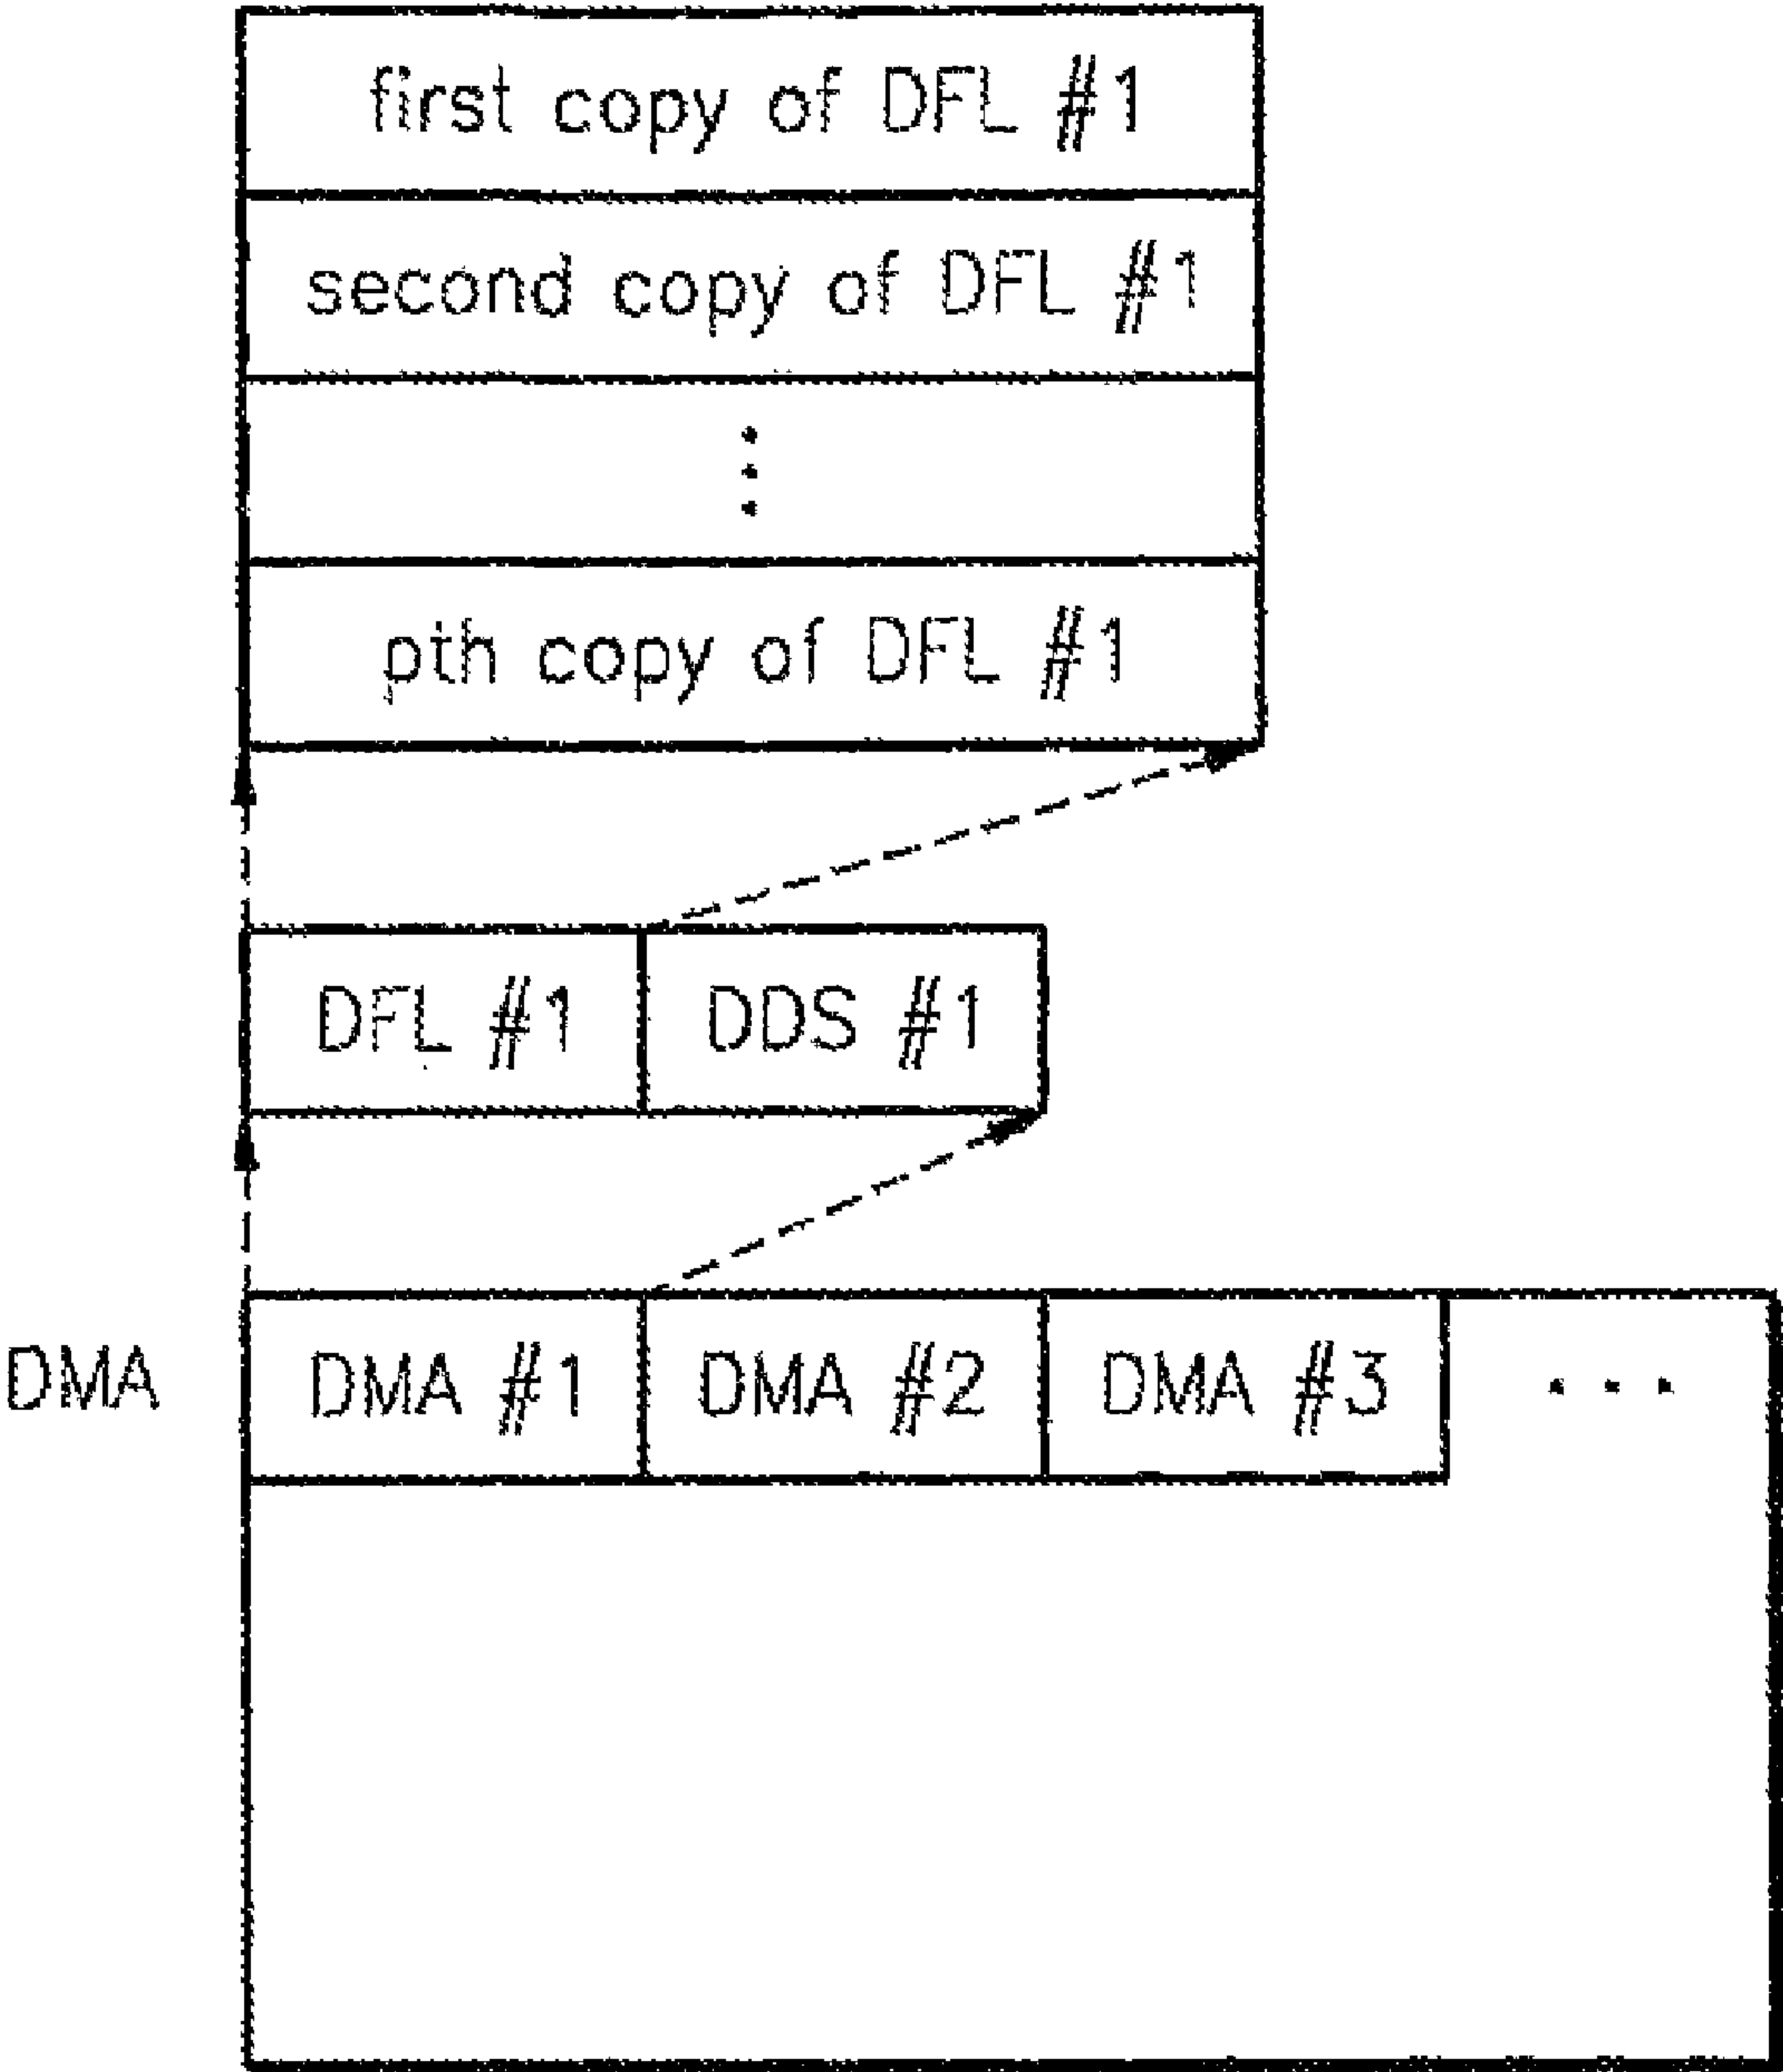 first copy of DFL #1
second copy of DFL #1
⋮
pth copy of DFL #1
DFL #1 DDS #1
DMA DMA #1 DMA #2 DMA #3 ...